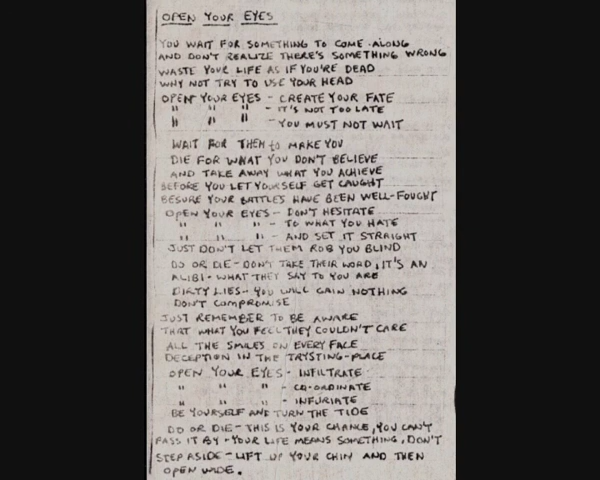 OPEN YOUR EYES
YOU WAIT FOR SOMETHING TO COME ALONG
AND DON'T REALIZE THERE'S SOMETHING WRONG
WASTE YOUR LIFE AS IF YOU'RE DEAD
WHY NOT TRY TO USE YOUR HEAD
OPEN YOUR EYES - CREATE YOUR FATE
" " " - IT'S NOT TOO LATE
" " " - YOU MUST NOT WAIT
WAIT FOR THEM to MAKE YOU
DIE FOR WHAT YOU DON'T BELIEVE
AND TAKE AWAY WHAT YOU ACHIEVE
BEFORE YOU LET YOURSELF GET CAUGHT
BESURE YOUR BATTLES HAVE BEEN WELL-FOUGHT
OPEN YOUR EYES - DON'T HESITATE
" " " - TO WHAT YOU HATE
" " " - AND SET IT STRAIGHT
JUST DON'T LET THEM ROB YOU BLIND
DO OR DIE - DON'T TAKE THEIR WORD, IT'S AN
ALIBI - WHAT THEY SAY TO YOU ARE
DIRTY LIES - YOU WILL GAIN NOTHING
DON'T COMPROMISE
JUST REMEMBER TO BE AWARE
THAT WHAT YOU FEEL THEY COULDN'T CARE
ALL THE SMILES ON EVERY FACE
DECEPTION IN THE TRYSTING-PLACE
OPEN YOUR EYES - INFILTRATE
" " " - CO-ORDINATE
" " " - INFURIATE
BE YOURSELF AND TURN THE TIDE
DO OR DIE - THIS IS YOUR CHANCE, YOU CAN'T
PASS IT BY - YOUR LIFE MEANS SOMETHING, DON'T
STEP ASIDE - LIFT UP YOUR CHIN AND THEN
OPEN WIDE.